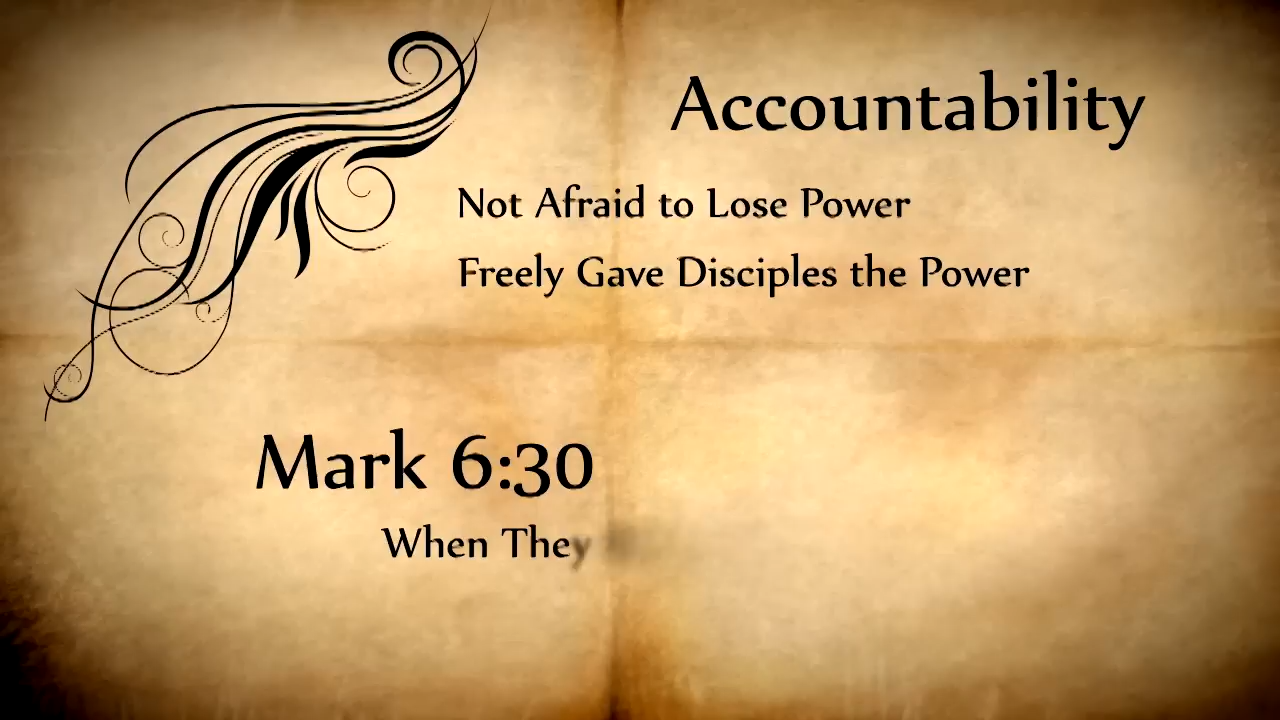 Accountability
Not Afraid to Lose Power
Freely Gave Disciples the Power
Mark 6:30
When They